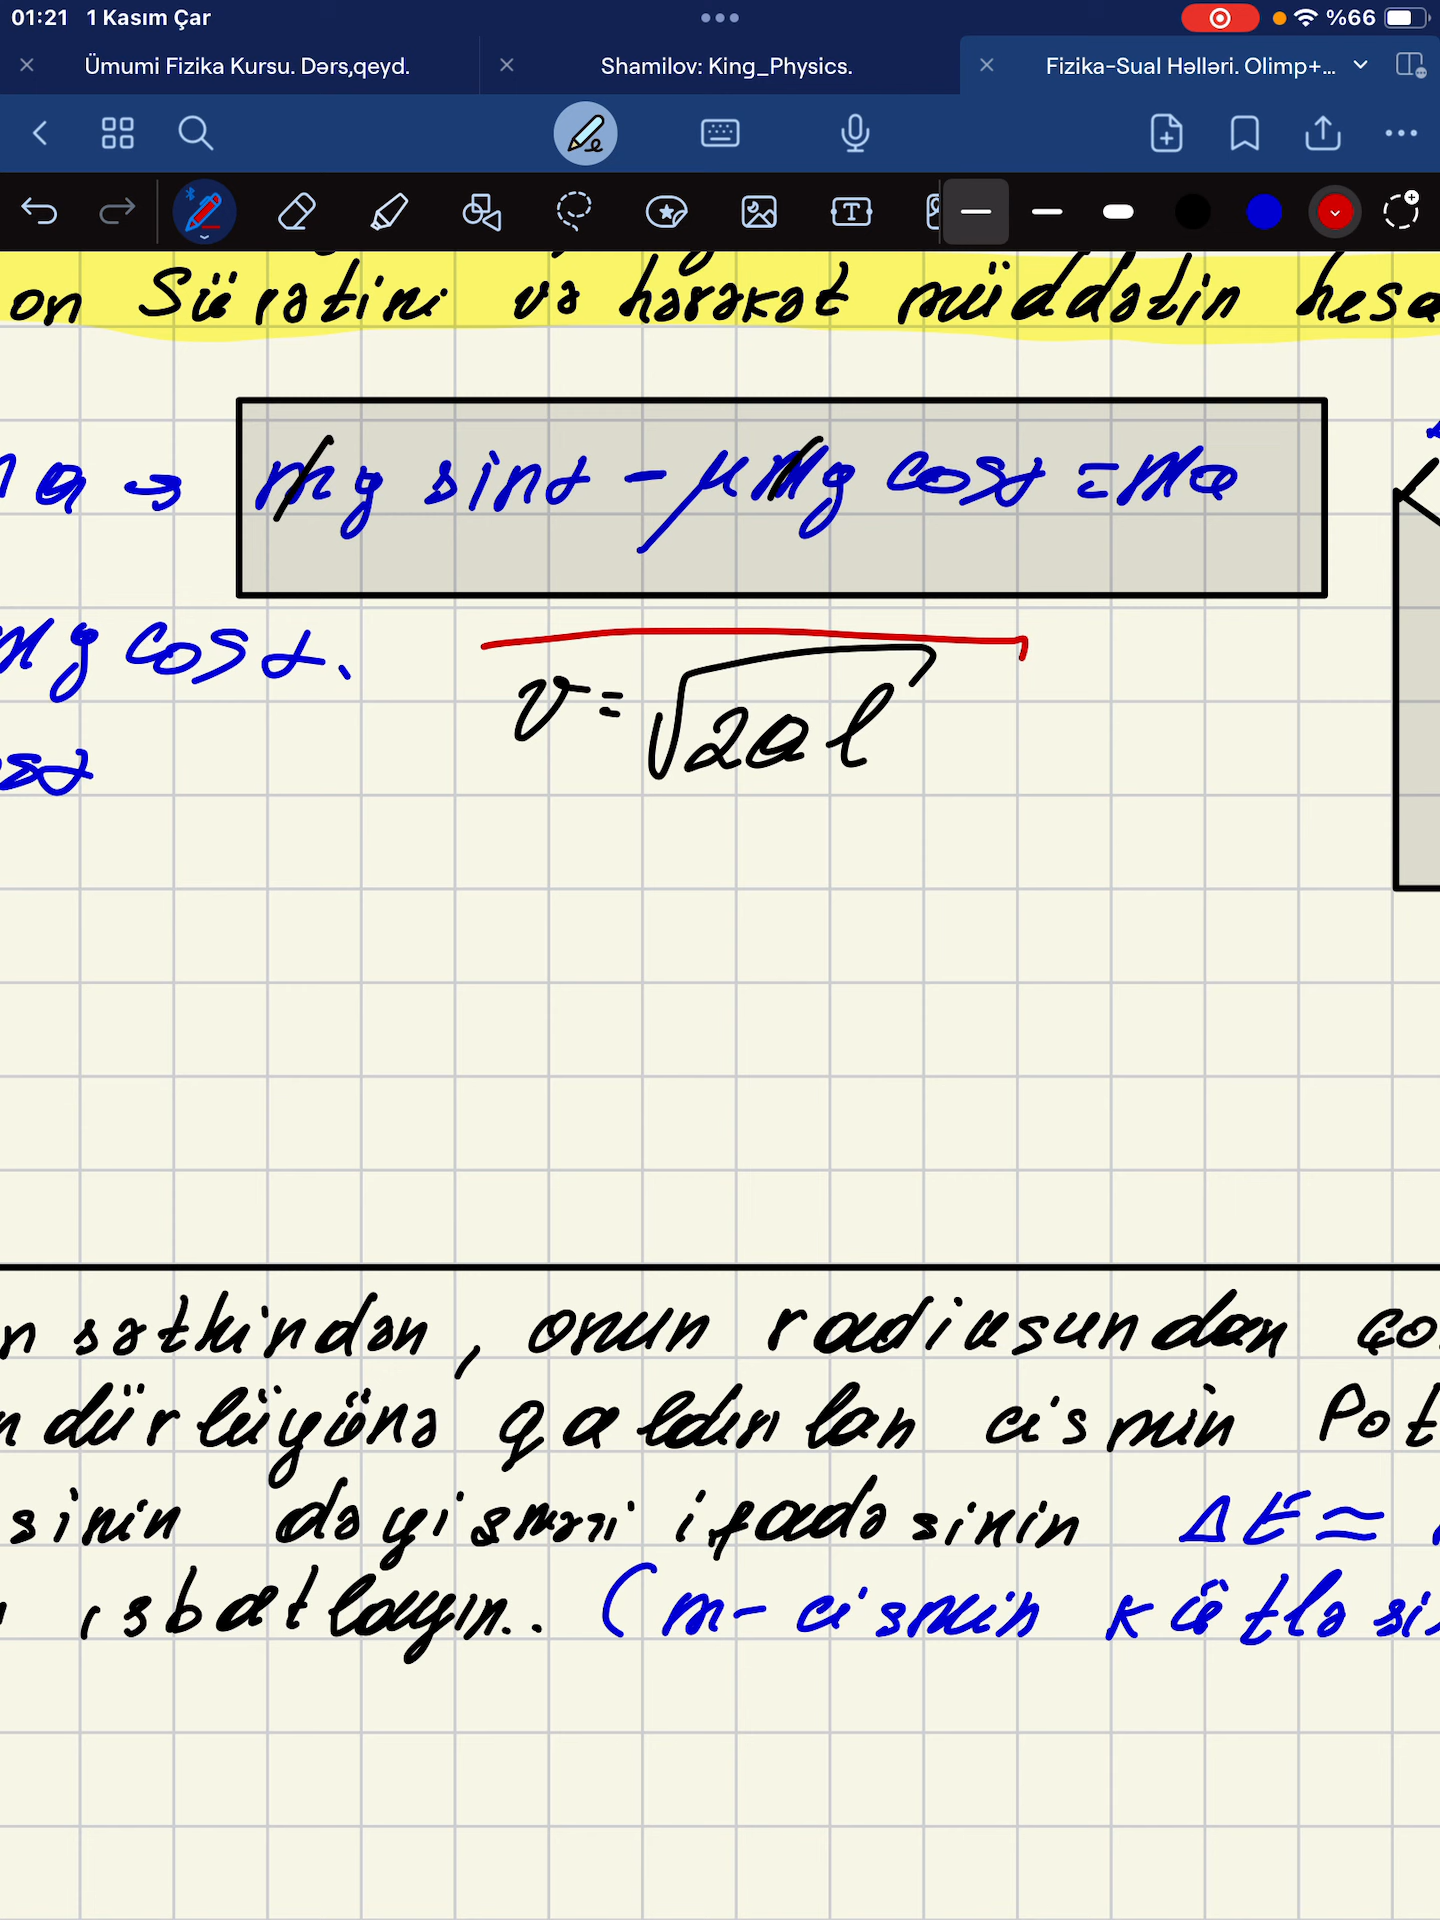 01:21 1 Kasım Çar
%66
Ümumi Fizika Kursu. Dərs,qeyd.
Shamilov: King_Physics.
Fizika-Sual Həlləri. Olimp+...
on Sürətini və hərəkət müddətin hesa
a → mg sinα - μmg cosα = ma
mg cosα.
v = √2al
sα
n səthindən, onun radiusundan ço
ndürlüyünə qaldırılan cismin Pot
sinin dəyişməsi ifadəsinin ΔE ≈
isbatlayın.. (m- cismin kütləsi